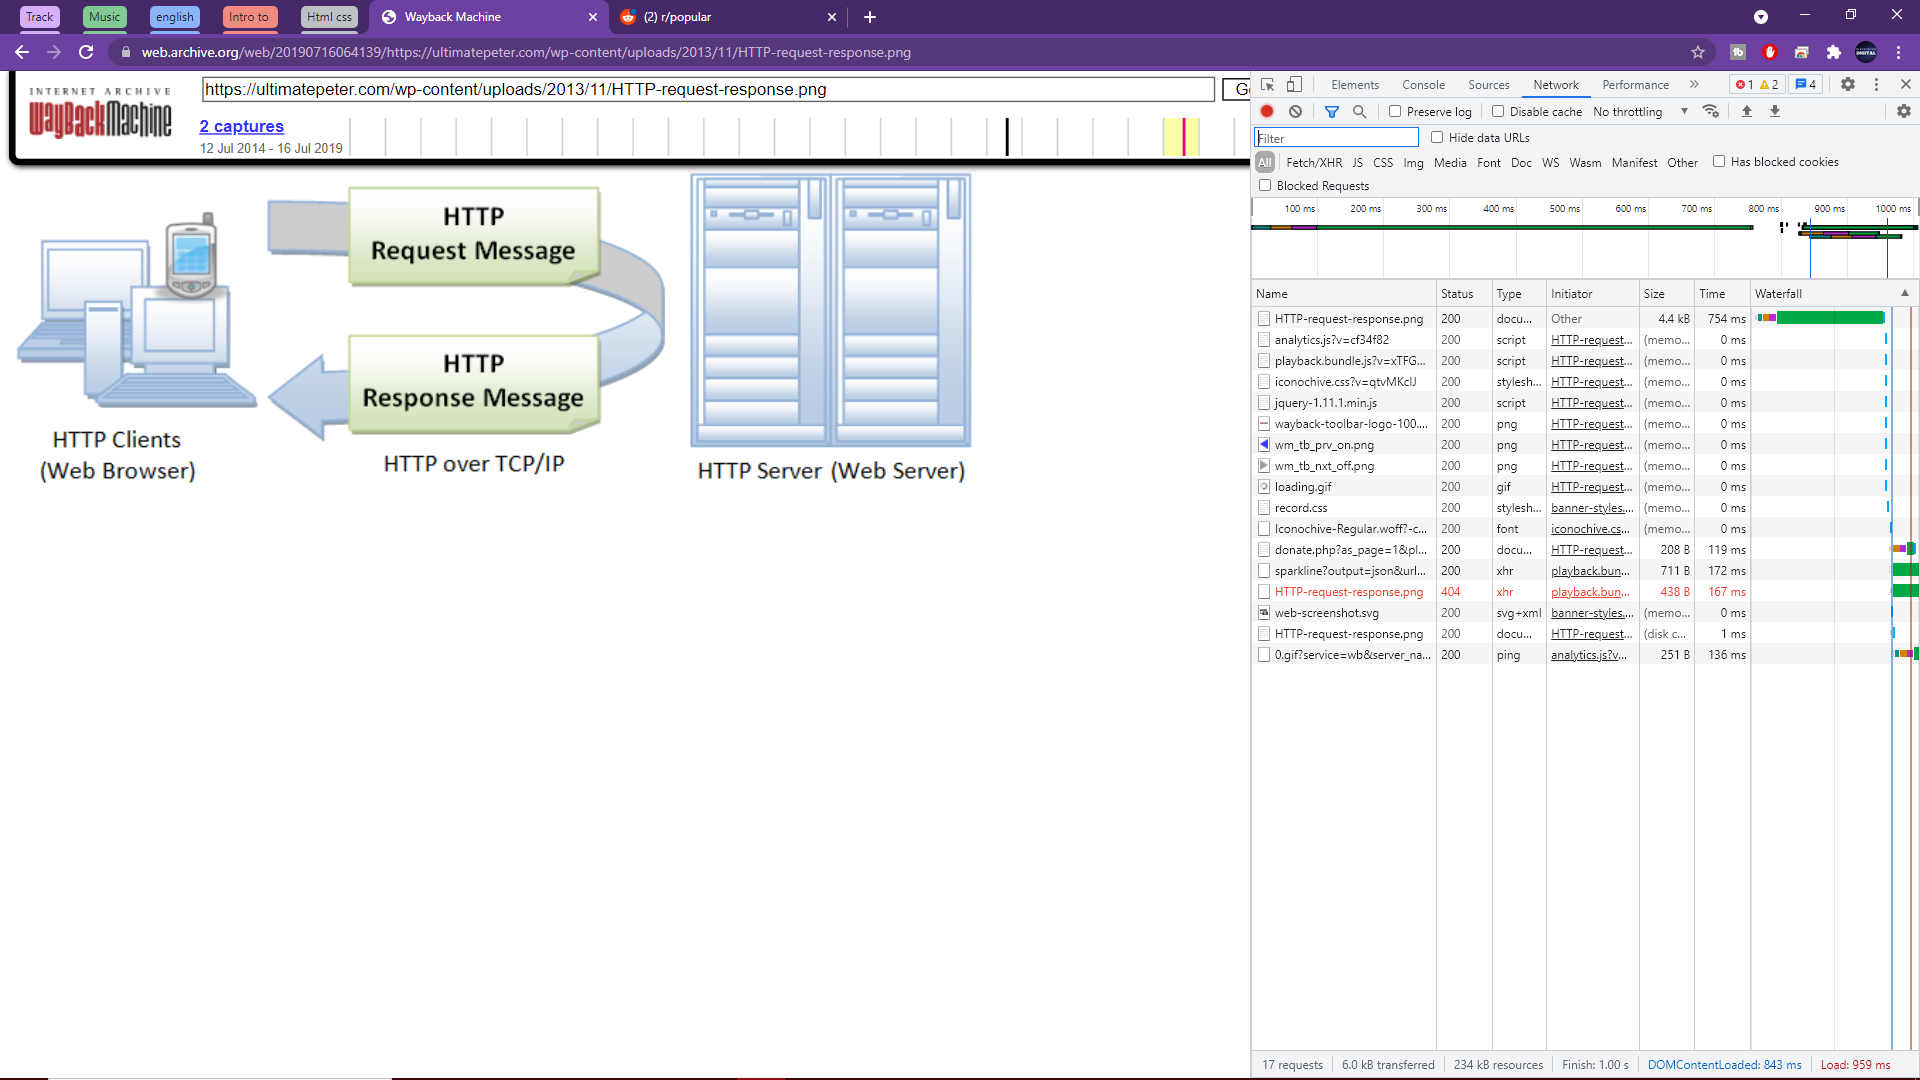 Track
Music
english
Intro to
Html css
Wayback Machine
(2) r/popular
web.archive.org/web/20190716064139/https://ultimatepeter.com/wp-content/uploads/2013/11/HTTP-request-response.png
INTERNET ARCHIVE
WayBackMachine
https://ultimatepeter.com/wp-content/uploads/2013/11/HTTP-request-response.png
2 captures
12 Jul 2014 - 16 Jul 2019
HTTP
Request Message
HTTP
Response Message
HTTP Clients
(Web Browser)
HTTP over TCP/IP
HTTP Server (Web Server)
Elements Console Sources Network Performance 1 2 4
Preserve log Disable cache No throttling
Filter Hide data URLs
All Fetch/XHR JS CSS Img Media Font Doc WS Wasm Manifest Other Has blocked cookies
Blocked Requests
100 ms 200 ms 300 ms 400 ms 500 ms 600 ms 700 ms 800 ms 900 ms 1000 ms
Name Status Type Initiator Size Time Waterfall
HTTP-request-response.png 200 docu... Other 4.4 kB 754 ms
analytics.js?v=cf34f82 200 script HTTP-request... (memo... 0 ms
playback.bundle.js?v=xTFG... 200 script HTTP-request... (memo... 0 ms
iconochive.css?v=qtvMKclJ 200 stylesh... HTTP-request... (memo... 0 ms
jquery-1.11.1.min.js 200 script HTTP-request... (memo... 0 ms
wayback-toolbar-logo-100.... 200 png HTTP-request... (memo... 0 ms
wm_tb_prv_on.png 200 png HTTP-request... (memo... 0 ms
wm_tb_nxt_off.png 200 png HTTP-request... (memo... 0 ms
loading.gif 200 gif HTTP-request... (memo... 0 ms
record.css 200 stylesh... banner-styles.... (memo... 0 ms
Iconochive-Regular.woff?-c... 200 font iconochive.cs... (memo... 0 ms
donate.php?as_page=1&pl... 200 docu... HTTP-request... 208 B 119 ms
sparkline?output=json&url... 200 xhr playback.bun... 711 B 172 ms
HTTP-request-response.png 404 xhr playback.bun... 438 B 167 ms
web-screenshot.svg 200 svg+xml banner-styles.... (memo... 0 ms
HTTP-request-response.png 200 docu... HTTP-request... (disk c... 1 ms
0.gif?service=wb&server_na... 200 ping analytics.js?v... 251 B 136 ms
17 requests 6.0 kB transferred 234 kB resources Finish: 1.00 s DOMContentLoaded: 843 ms Load: 959 ms